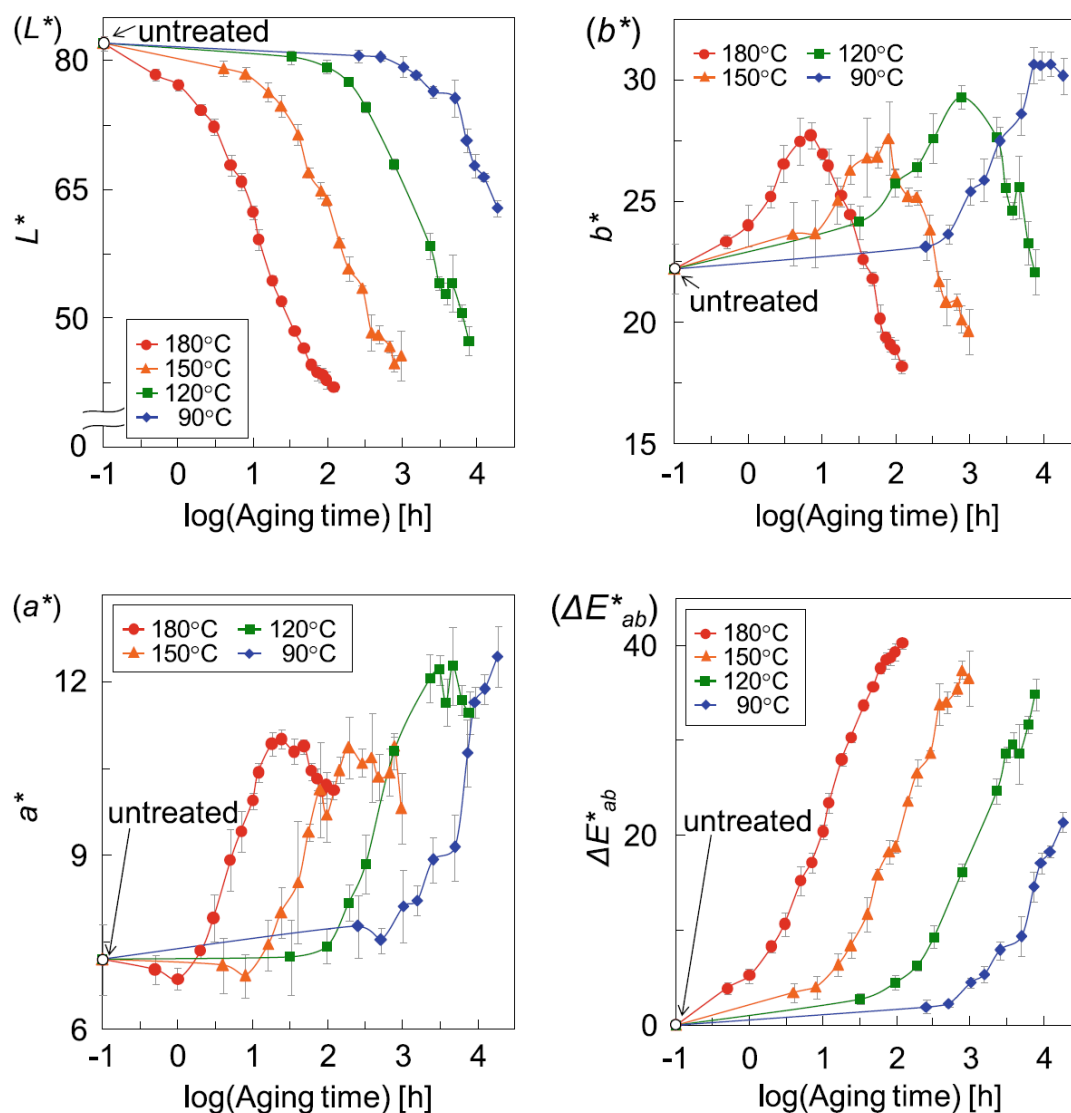 (L*)
untreated
80
65
50
0
L*
180°C
150°C
120°C
90°C
-1 0 1 2 3 4
log(Aging time) [h]
(b*)
180°C 120°C
150°C 90°C
30
25
20
15
b*
untreated
-1 0 1 2 3 4
log(Aging time) [h]
(a*)
180°C 120°C
150°C 90°C
12
9
6
a*
untreated
-1 0 1 2 3 4
log(Aging time) [h]
(ΔE*ab)
180°C
150°C
120°C
90°C
40
20
0
ΔE*ab
untreated
-1 0 1 2 3 4
log(Aging time) [h]